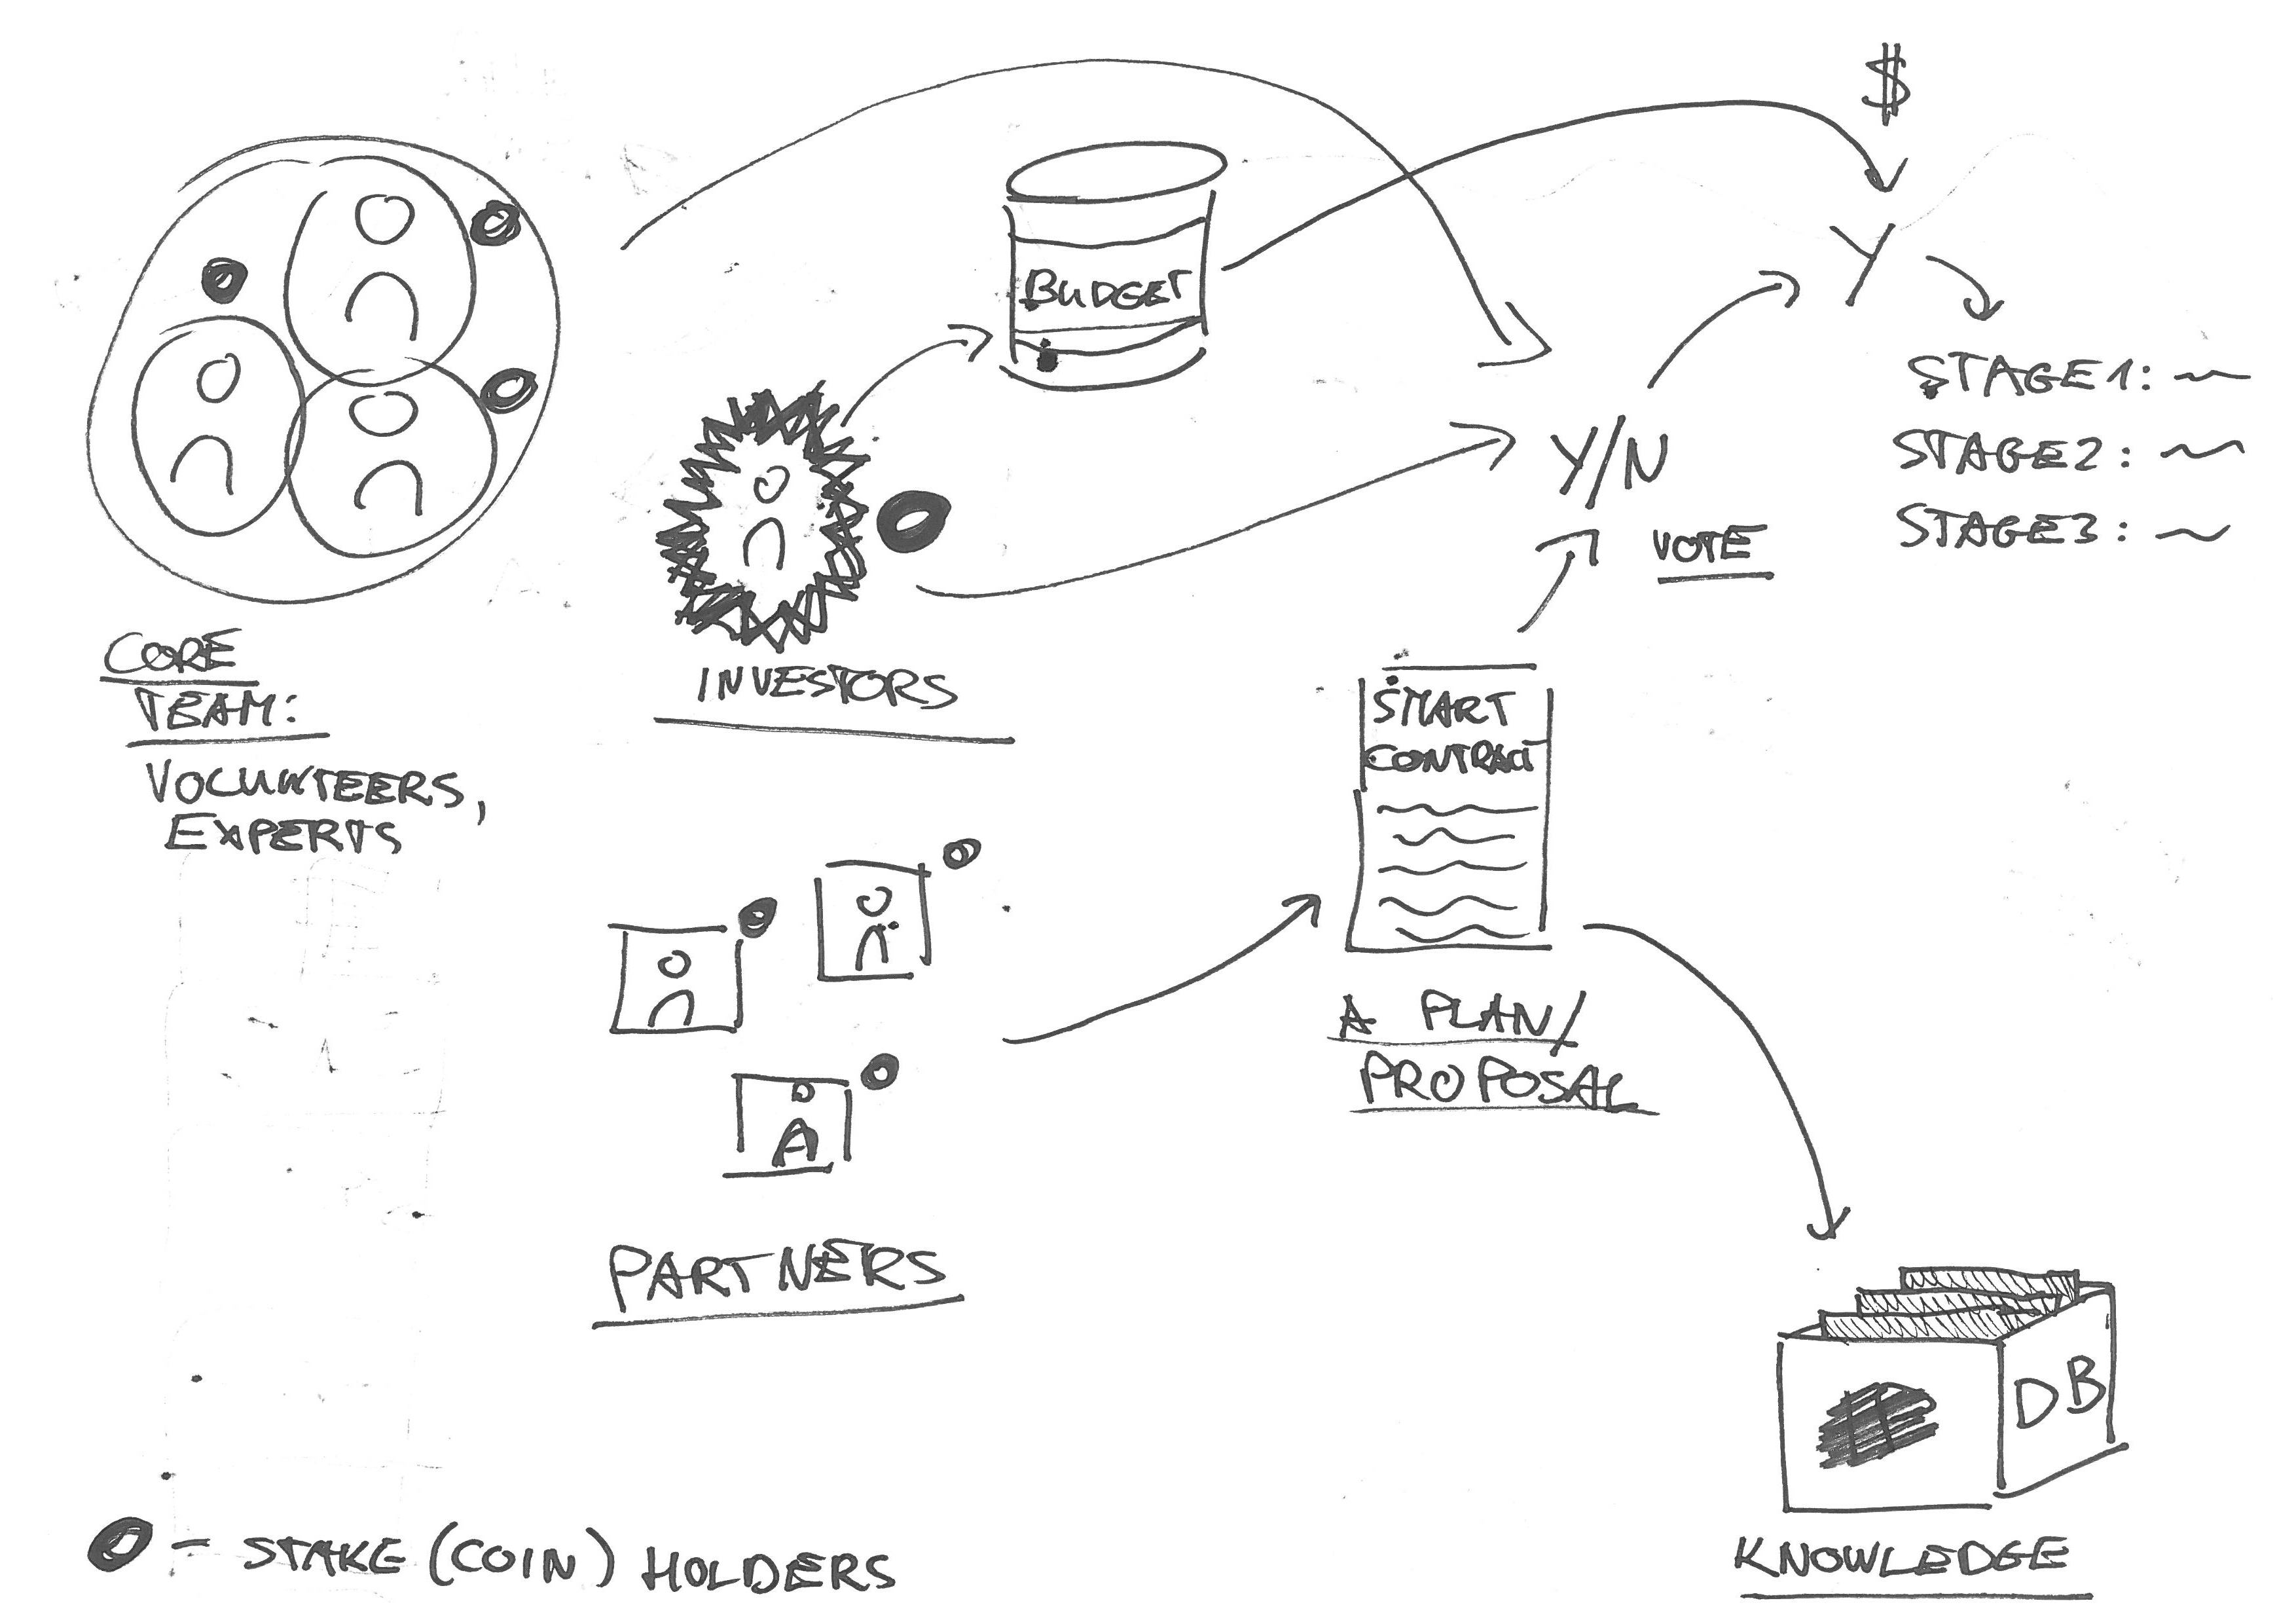 $
BUDGET
Y
STAGE1:
STAGE2:
STAGE3:
Y/N
VOTE
CORE
TEAM:
VOLUNTEERS,
EXPERTS
INVESTORS
SMART
CONTRACT
A PLAN/
PROPOSAL
PARTNERS
DB
KNOWLEDGE
- STAKE (COIN) HOLDERS